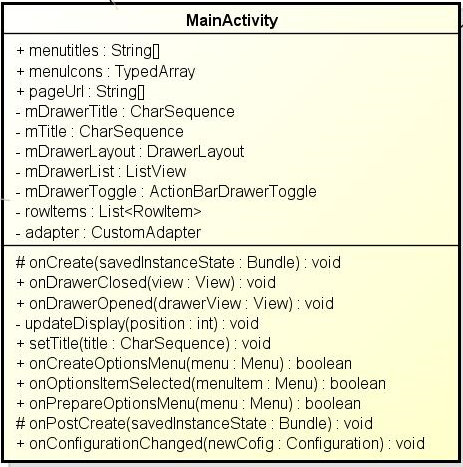 MainActivity
+ menutitles : String[]
+ menuIcons : TypedArray
+ pageUrl : String[]
- mDrawerTitle : CharSequence
- mTitle : CharSequence
- mDrawerLayout : DrawerLayout
- mDrawerList : ListView
- mDrawerToggle : ActionBarDrawerToggle
- rowItems : List<RowItem>
- adapter : CustomAdapter
# onCreate(savedInstanceState : Bundle) : void
+ onDrawerClosed(view : View) : void
+ onDrawerOpened(drawerView : View) : void
- updateDisplay(position : int) : void
+ setTitle(title : CharSequence) : void
+ onCreateOptionsMenu(menu : Menu) : boolean
+ onOptionsItemSelected(menuItem : Menu) : boolean
+ onPrepareOptionsMenu(menu : Menu) : boolean
# onPostCreate(savedInstanceState : Bundle) : void
+ onConfigurationChanged(newCofig : Configuration) : void